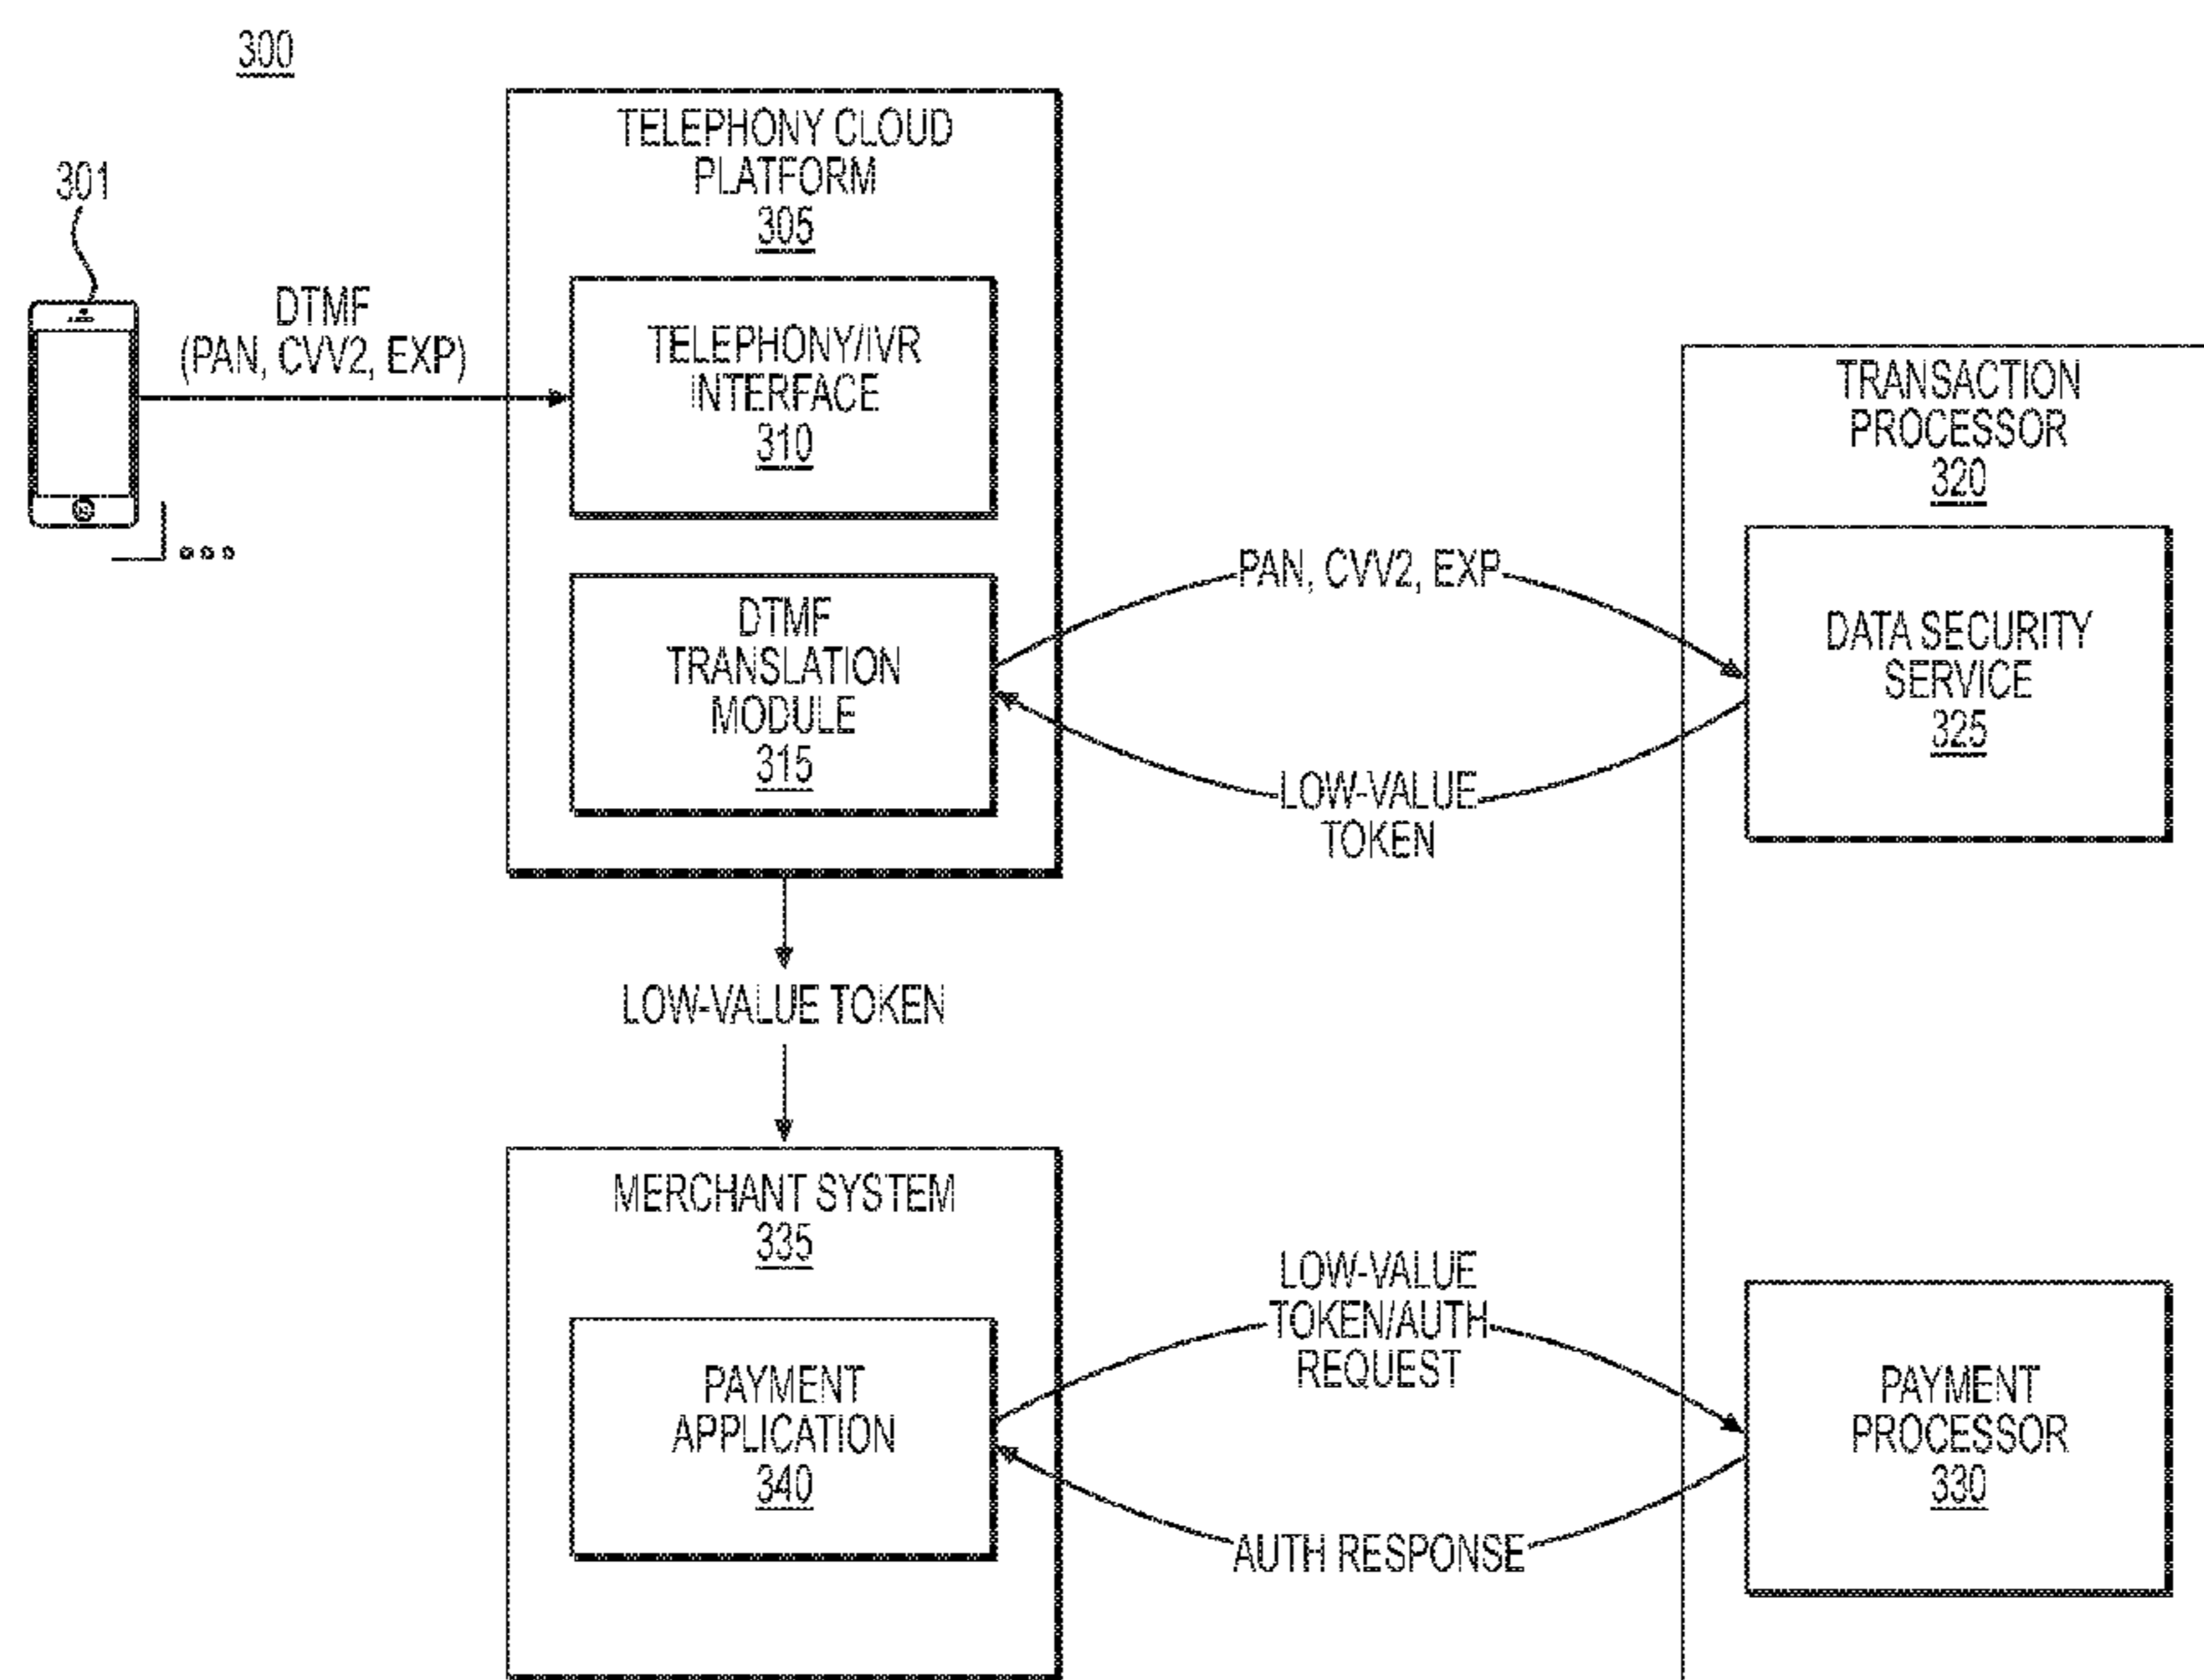 300
301
DTMF
(PAN, CVV2, EXP)
TELEPHONY CLOUD
PLATFORM
305
TELEPHONY/IVR
INTERFACE
310
DTMF
TRANSLATION
MODULE
315
PAN, CVV2, EXP
LOW-VALUE
TOKEN
TRANSACTION
PROCESSOR
320
DATA SECURITY
SERVICE
325
LOW-VALUE TOKEN
MERCHANT SYSTEM
335
PAYMENT
APPLICATION
340
LOW-VALUE
TOKEN/AUTH
REQUEST
AUTH RESPONSE
PAYMENT
PROCESSOR
330